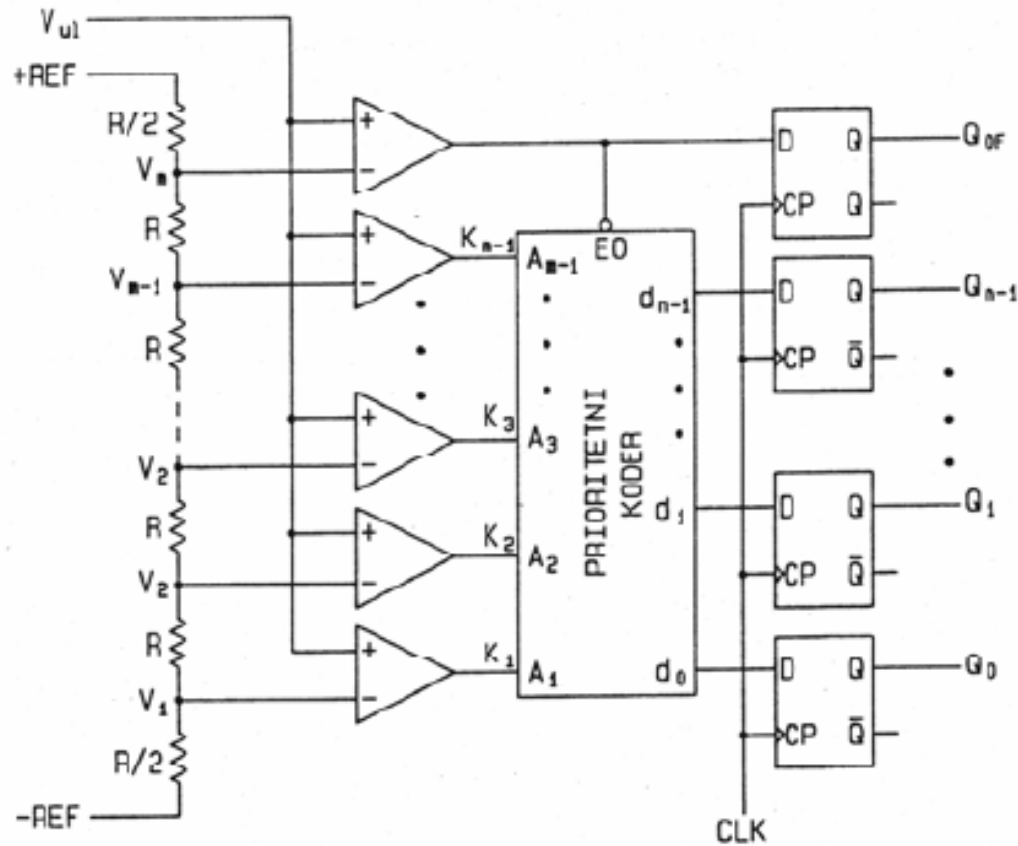 V_ul
+REF
R/2
V_m
R
V_m-1
R
V_2
R
V_2
R
V_1
R/2
-REF
+
-
+
-
+
-
+
-
+
-
K_n-1
K_3
K_2
K_1
EO
A_m-1
A_3
A_2
A_1
PRIORITETNI
KODER
d_n-1
d_1
d_0
D Q Q_OF
CP Q
D Q Q_n-1
CP Q̅
D Q Q_1
CP Q̅
D Q Q_0
CP Q̅
CLK